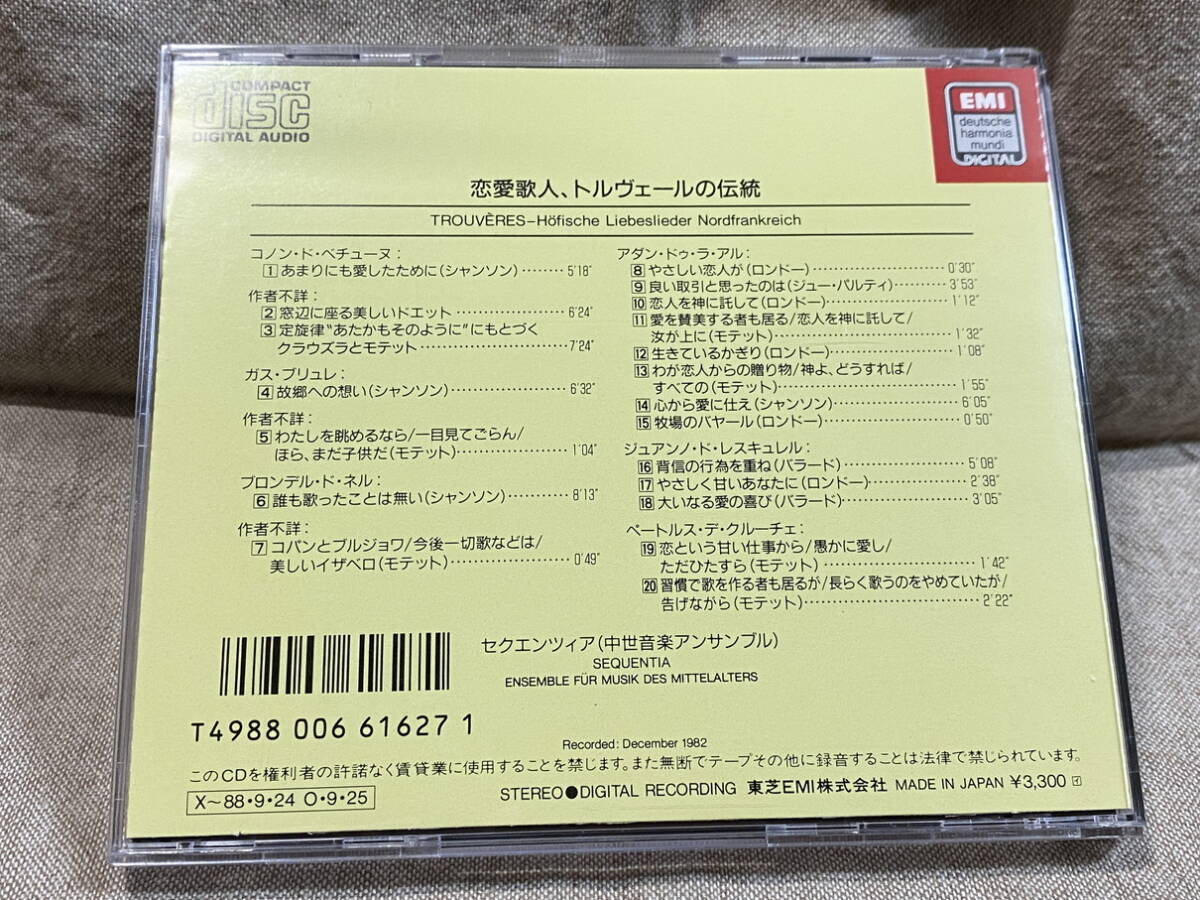 COMPACT
disc
DIGITAL AUDIO
EMI
deutsche
harmonia
mundi
DIGITAL
恋愛歌人、トルヴェールの伝統
TROUVÈRES–Höfische Liebeslieder Nordfrankreich
コノン・ド・ベチューヌ：
1 あまりにも愛したために(シャンソン)‥‥‥‥5'18"
作者不詳：
2 窓辺に座る美しいドエット ‥‥‥‥‥‥‥‥6'24"
3 定旋律“あたかもそのように”にもとづく
クラウズラとモテット‥‥‥‥‥‥‥‥‥‥‥7'24"
ガス・ブリュレ：
4 故郷への想い(シャンソン)‥‥‥‥‥‥‥‥6'32"
作者不詳：
5 わたしを眺めるなら/一目見てごらん/
ほら、まだ子供だ(モテット)‥‥‥‥‥‥‥‥1'04"
ブロンデル・ド・ネル：
6 誰も歌ったことは無い(シャンソン)‥‥‥‥8'13"
作者不詳：
7 コパンとブルジョワ/今後一切歌などは/
美しいイザベロ(モテット)‥‥‥‥‥‥‥‥0'49"
アダン・ドゥ・ラ・アル：
8 やさしい恋人が(ロンドー)‥‥‥‥‥‥‥‥0'30"
9 良い取引と思ったのは(ジュー・パルティ)‥‥‥3'53"
10 恋人を神に託して(ロンドー)‥‥‥‥‥‥‥1'12"
11 愛を賛美する者も居る/恋人を神に託して/
汝が上に(モテット)‥‥‥‥‥‥‥‥‥‥‥1'32"
12 生きているかぎり(ロンドー)‥‥‥‥‥‥‥1'08"
13 わが恋人からの贈り物/神よ、どうすれば/
すべての(モテット)‥‥‥‥‥‥‥‥‥‥‥1'55"
14 心から愛に仕え(シャンソン)‥‥‥‥‥‥‥6'05"
15 牧場のバヤール(ロンドー)‥‥‥‥‥‥‥‥0'50"
ジュアンノ・ド・レスキュレル：
16 背信の行為を重ね(バラード)‥‥‥‥‥‥‥5'08"
17 やさしく甘いあなたに(ロンドー)‥‥‥‥‥2'38"
18 大いなる愛の喜び(バラード)‥‥‥‥‥‥‥3'05"
ペートルス・デ・クルーチェ：
19 恋という甘い仕事から/愚かに愛し/
ただひたすら(モテット)‥‥‥‥‥‥‥‥‥1'42"
20 習慣で歌を作る者も居るが/長らく歌うのをやめていたが/
告げながら(モテット)‥‥‥‥‥‥‥‥‥‥2'22"
セクエンツィア(中世音楽アンサンブル)
SEQUENTIA
ENSEMBLE FÜR MUSIK DES MITTELALTERS
T4988 006 61627 1
Recorded: December 1982
このCDを権利者の許諾なく賃貸業に使用することを禁じます。また無断でテープその他に録音することは法律で禁じられています。
X～88・9・24 O・9・25
STEREO●DIGITAL RECORDING 東芝EMI株式会社 MADE IN JAPAN ¥3,300